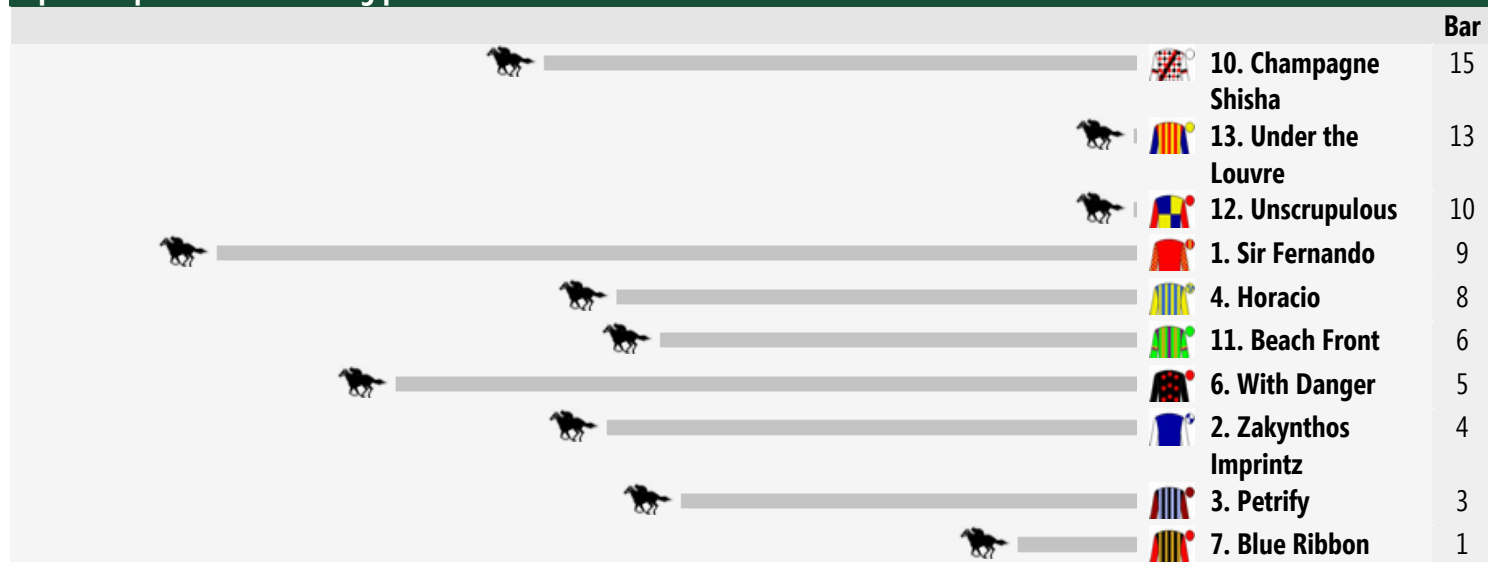 Bar
10. Champagne 15
Shisha
13. Under the 13
Louvre
12. Unscrupulous 10
1. Sir Fernando 9
4. Horacio 8
11. Beach Front 6
6. With Danger 5
2. Zakynthos 4
Imprintz
3. Petrify 3
7. Blue Ribbon 1